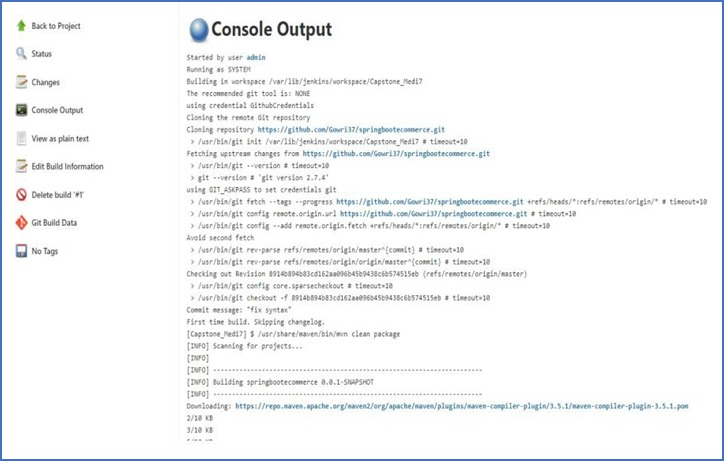 Back to Project
Status
Changes
Console Output
View as plain text
Edit Build Information
Delete build '#1'
Git Build Data
No Tags
Console Output
Started by user admin
Running as SYSTEM
Building in workspace /var/lib/jenkins/workspace/Capstone_Medi7
The recommended git tool is: NONE
using credential GithubCredentials
Cloning the remote Git repository
Cloning repository https://github.com/Gowri37/springbootecommerce.git
> /usr/bin/git init /var/lib/jenkins/workspace/Capstone_Medi7 # timeout=10
Fetching upstream changes from https://github.com/Gowri37/springbootecommerce.git
> /usr/bin/git --version # timeout=10
> git --version # 'git version 2.7.4'
using GIT_ASKPASS to set credentials git
> /usr/bin/git fetch --tags --progress https://github.com/Gowri37/springbootecommerce.git +refs/heads/*:refs/remotes/origin/* # timeout=10
> /usr/bin/git config remote.origin.url https://github.com/Gowri37/springbootecommerce.git # timeout=10
> /usr/bin/git config --add remote.origin.fetch +refs/heads/*:refs/remotes/origin/* # timeout=10
Avoid second fetch
> /usr/bin/git rev-parse refs/remotes/origin/master^{commit} # timeout=10
> /usr/bin/git rev-parse refs/remotes/origin/origin/master^{commit} # timeout=10
Checking out Revision 8914b894b83cd162aa096b45b9438c6b574515eb (refs/remotes/origin/master)
> /usr/bin/git config core.sparsecheckout # timeout=10
> /usr/bin/git checkout -f 8914b894b83cd162aa096b45b9438c6b574515eb # timeout=10
Commit message: "fix syntax"
First time build. Skipping changelog.
[Capstone_Medi7] $ /usr/share/maven/bin/mvn clean package
[INFO] Scanning for projects...
[INFO]
[INFO] ------------------------------------------------------------------------
[INFO] Building springbootecommerce 0.0.1-SNAPSHOT
[INFO] ------------------------------------------------------------------------
Downloading: https://repo.maven.apache.org/maven2/org/apache/maven/plugins/maven-compiler-plugin/3.5.1/maven-compiler-plugin-3.5.1.pom
2/10 KB
3/10 KB